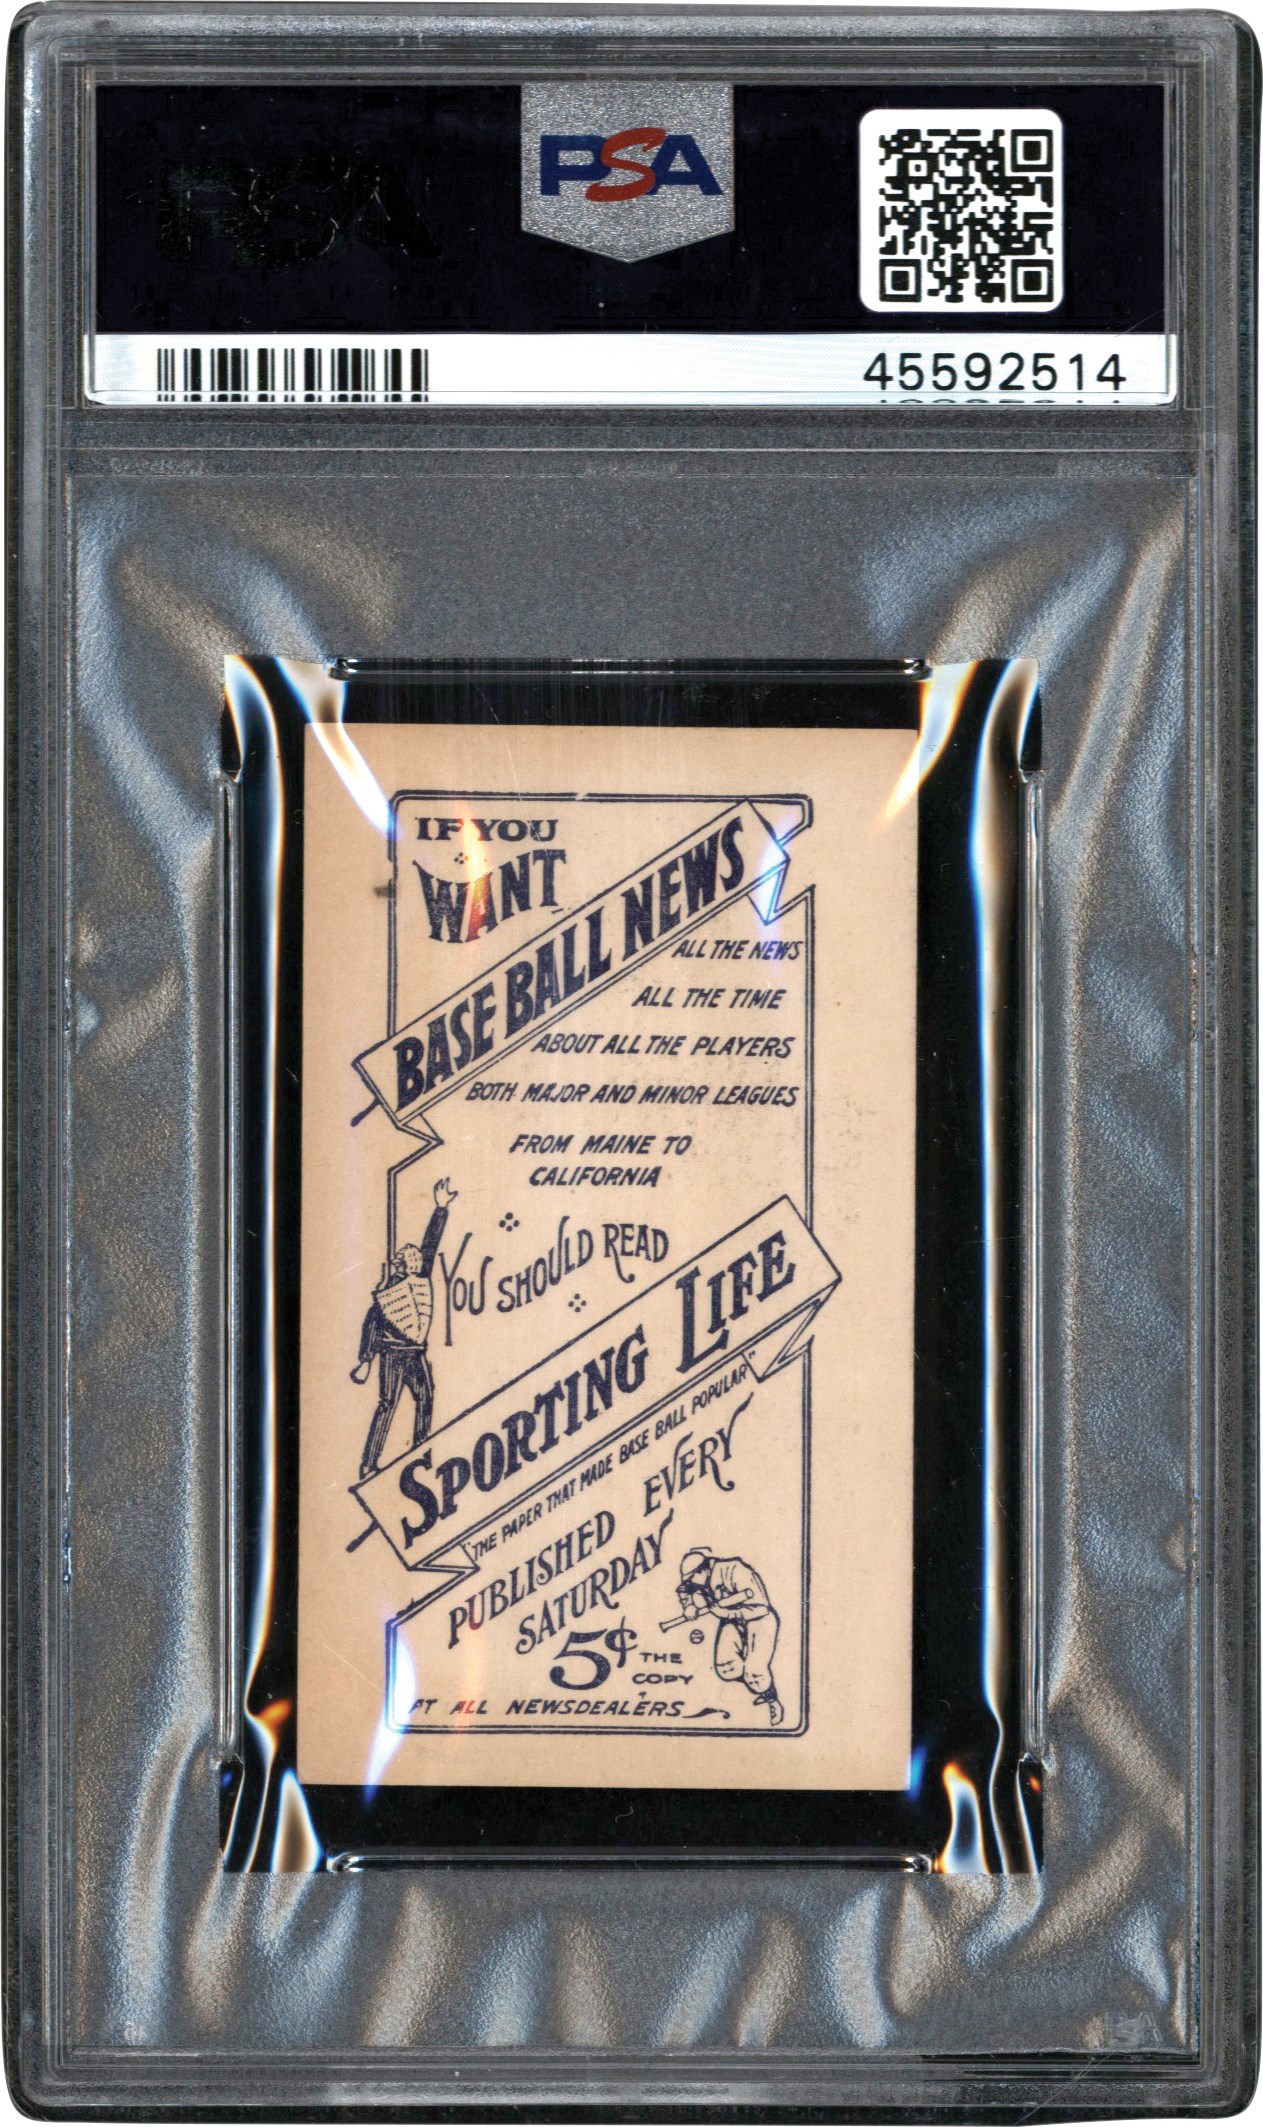 PSA
PSA
45592514
IF YOU
WANT
BASE BALL NEWS
ALL THE NEWS
ALL THE TIME
ABOUT ALL THE PLAYERS
BOTH MAJOR AND MINOR LEAGUES
FROM MAINE TO
CALIFORNIA
YOU SHOULD READ
SPORTING LIFE
"THE PAPER THAT MADE BASE BALL POPULAR"
PUBLISHED EVERY
SATURDAY
5¢ THE
COPY
AT ALL NEWSDEALERS
PSA